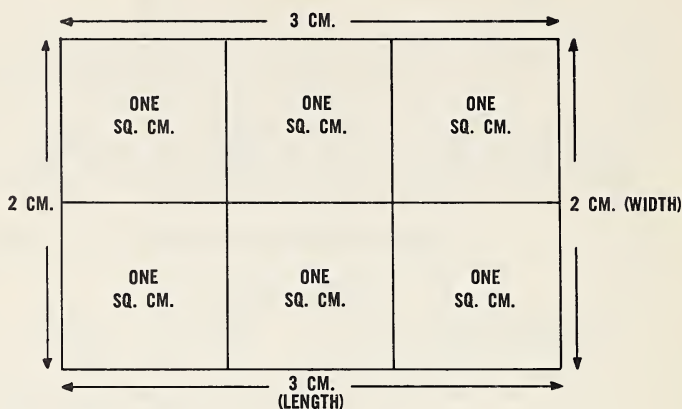 3 CM.
ONE
SQ. CM.
ONE
SQ. CM.
ONE
SQ. CM.
2 CM.
2 CM. (WIDTH)
ONE
SQ. CM.
ONE
SQ. CM.
ONE
SQ. CM.
3 CM.
(LENGTH)